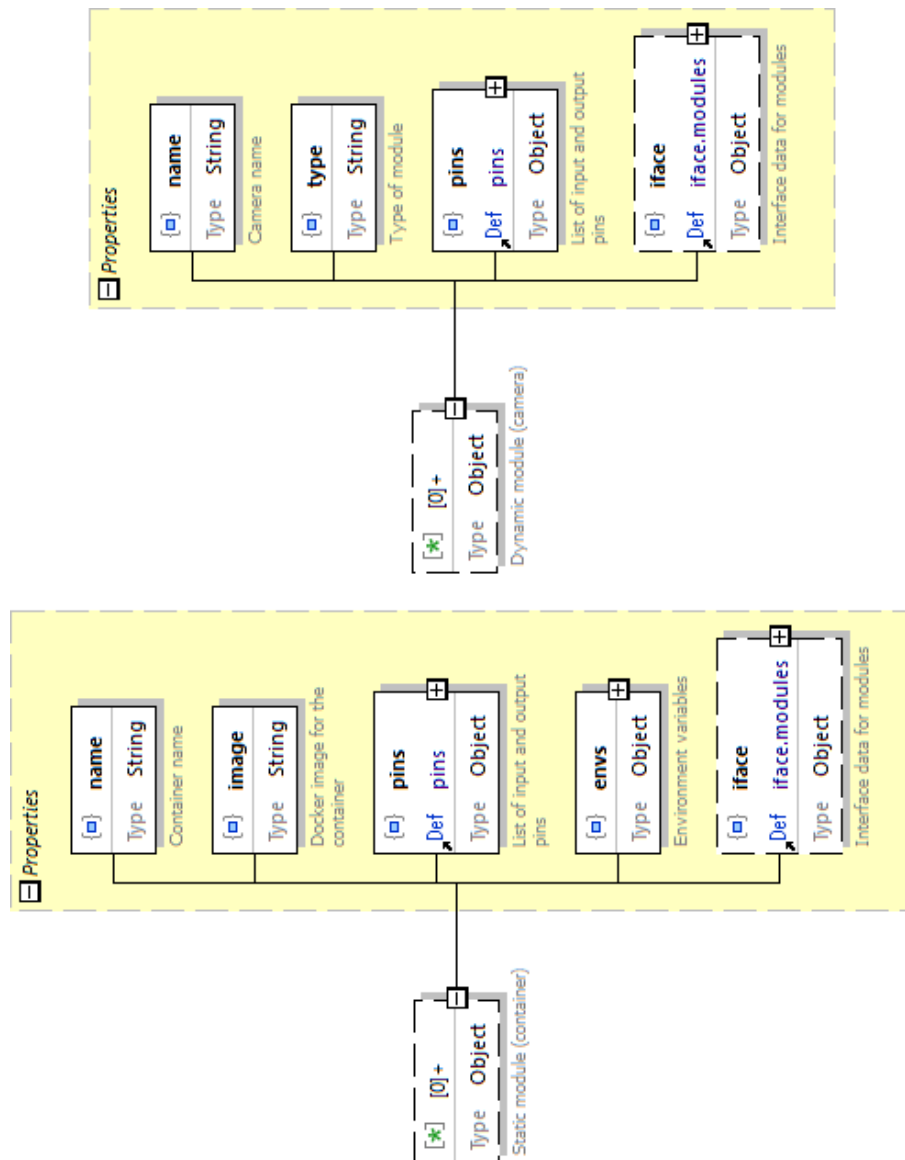 [*] [0]+
Type Object
Static module (container)
Properties
name
Type String
Container name
image
Type String
Docker image for the
container
pins
Def pins
Type Object
List of input and output
pins
envs
Type Object
Environment variables
iface
Def iface.modules
Type Object
Interface data for modules
[*] [0]+
Type Object
Dynamic module (camera)
Properties
name
Type String
Camera name
type
Type String
Type of module
pins
Def pins
Type Object
List of input and output
pins
iface
Def iface.modules
Type Object
Interface data for modules